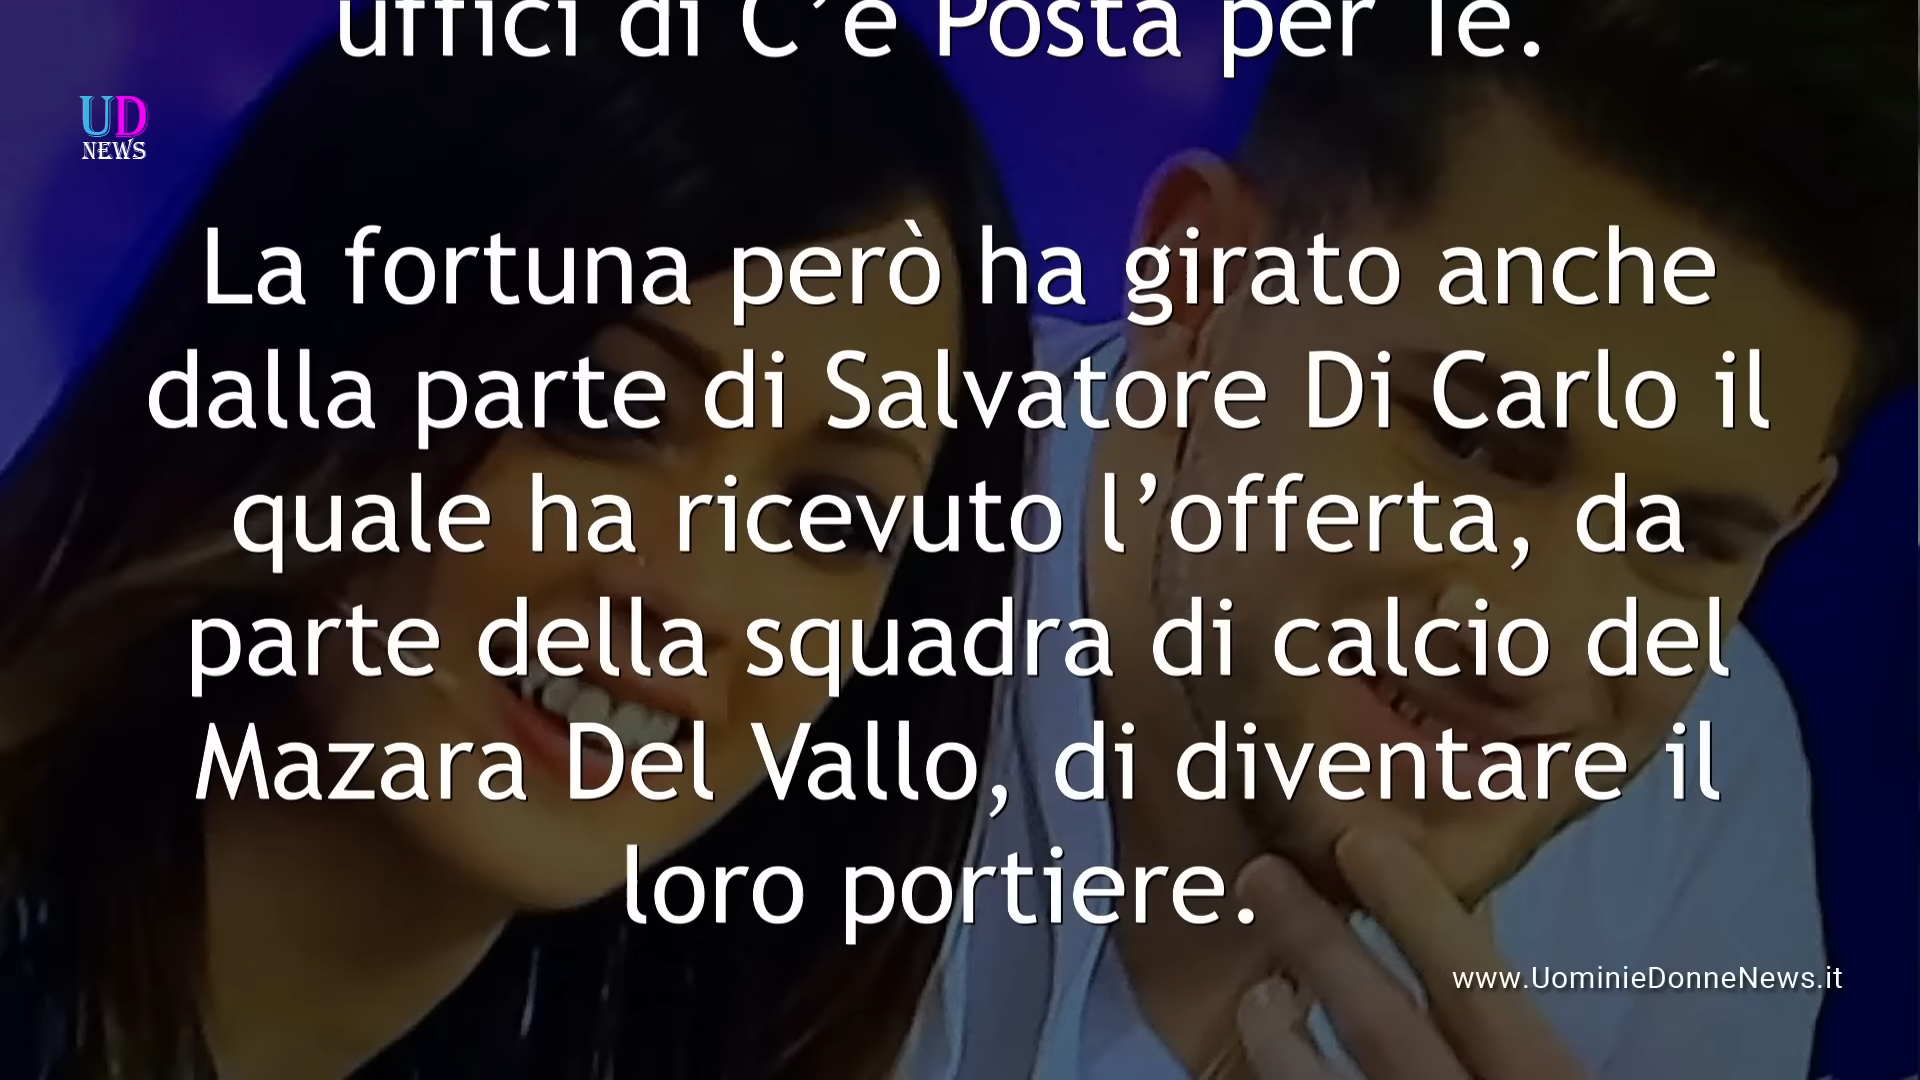 uffici di C’è Posta per Te.
UD
NEWS
La fortuna però ha girato anche
dalla parte di Salvatore Di Carlo il
quale ha ricevuto l’offerta, da
parte della squadra di calcio del
Mazara Del Vallo, di diventare il
loro portiere.
www.UominieDonneNews.it